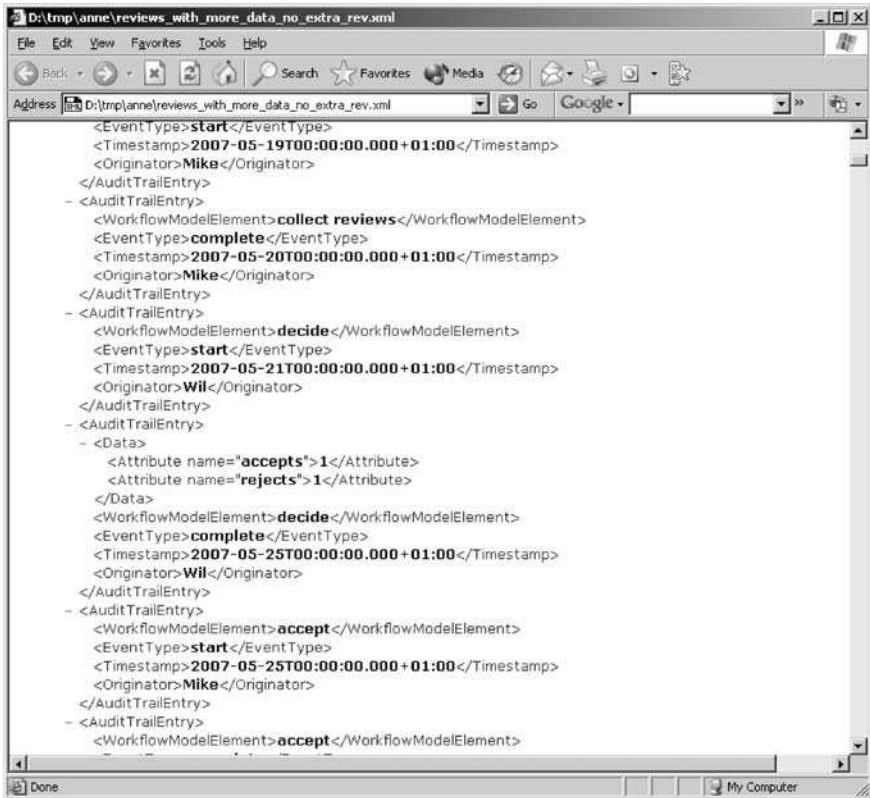 D:\tmp\anne\reviews_with_more_data_no_extra_rev.xml
File Edit View Favorites Tools Help
Back Search Favorites Media
Address D:\tmp\anne\reviews_with_more_data_no_extra_rev.xml Go Google »
<EventType>start</EventType>
<Timestamp>2007-05-19T00:00:00.000+01:00</Timestamp>
<Originator>Mike</Originator>
</AuditTrailEntry>
- <AuditTrailEntry>
<WorkflowModelElement>collect reviews</WorkflowModelElement>
<EventType>complete</EventType>
<Timestamp>2007-05-20T00:00:00.000+01:00</Timestamp>
<Originator>Mike</Originator>
</AuditTrailEntry>
- <AuditTrailEntry>
<WorkflowModelElement>decide</WorkflowModelElement>
<EventType>start</EventType>
<Timestamp>2007-05-21T00:00:00.000+01:00</Timestamp>
<Originator>Wil</Originator>
</AuditTrailEntry>
- <AuditTrailEntry>
- <Data>
<Attribute name="accepts">1</Attribute>
<Attribute name="rejects">1</Attribute>
</Data>
<WorkflowModelElement>decide</WorkflowModelElement>
<EventType>complete</EventType>
<Timestamp>2007-05-25T00:00:00.000+01:00</Timestamp>
<Originator>Wil</Originator>
</AuditTrailEntry>
- <AuditTrailEntry>
<WorkflowModelElement>accept</WorkflowModelElement>
<EventType>start</EventType>
<Timestamp>2007-05-25T00:00:00.000+01:00</Timestamp>
<Originator>Mike</Originator>
</AuditTrailEntry>
- <AuditTrailEntry>
<WorkflowModelElement>accept</WorkflowModelElement>
Done My Computer